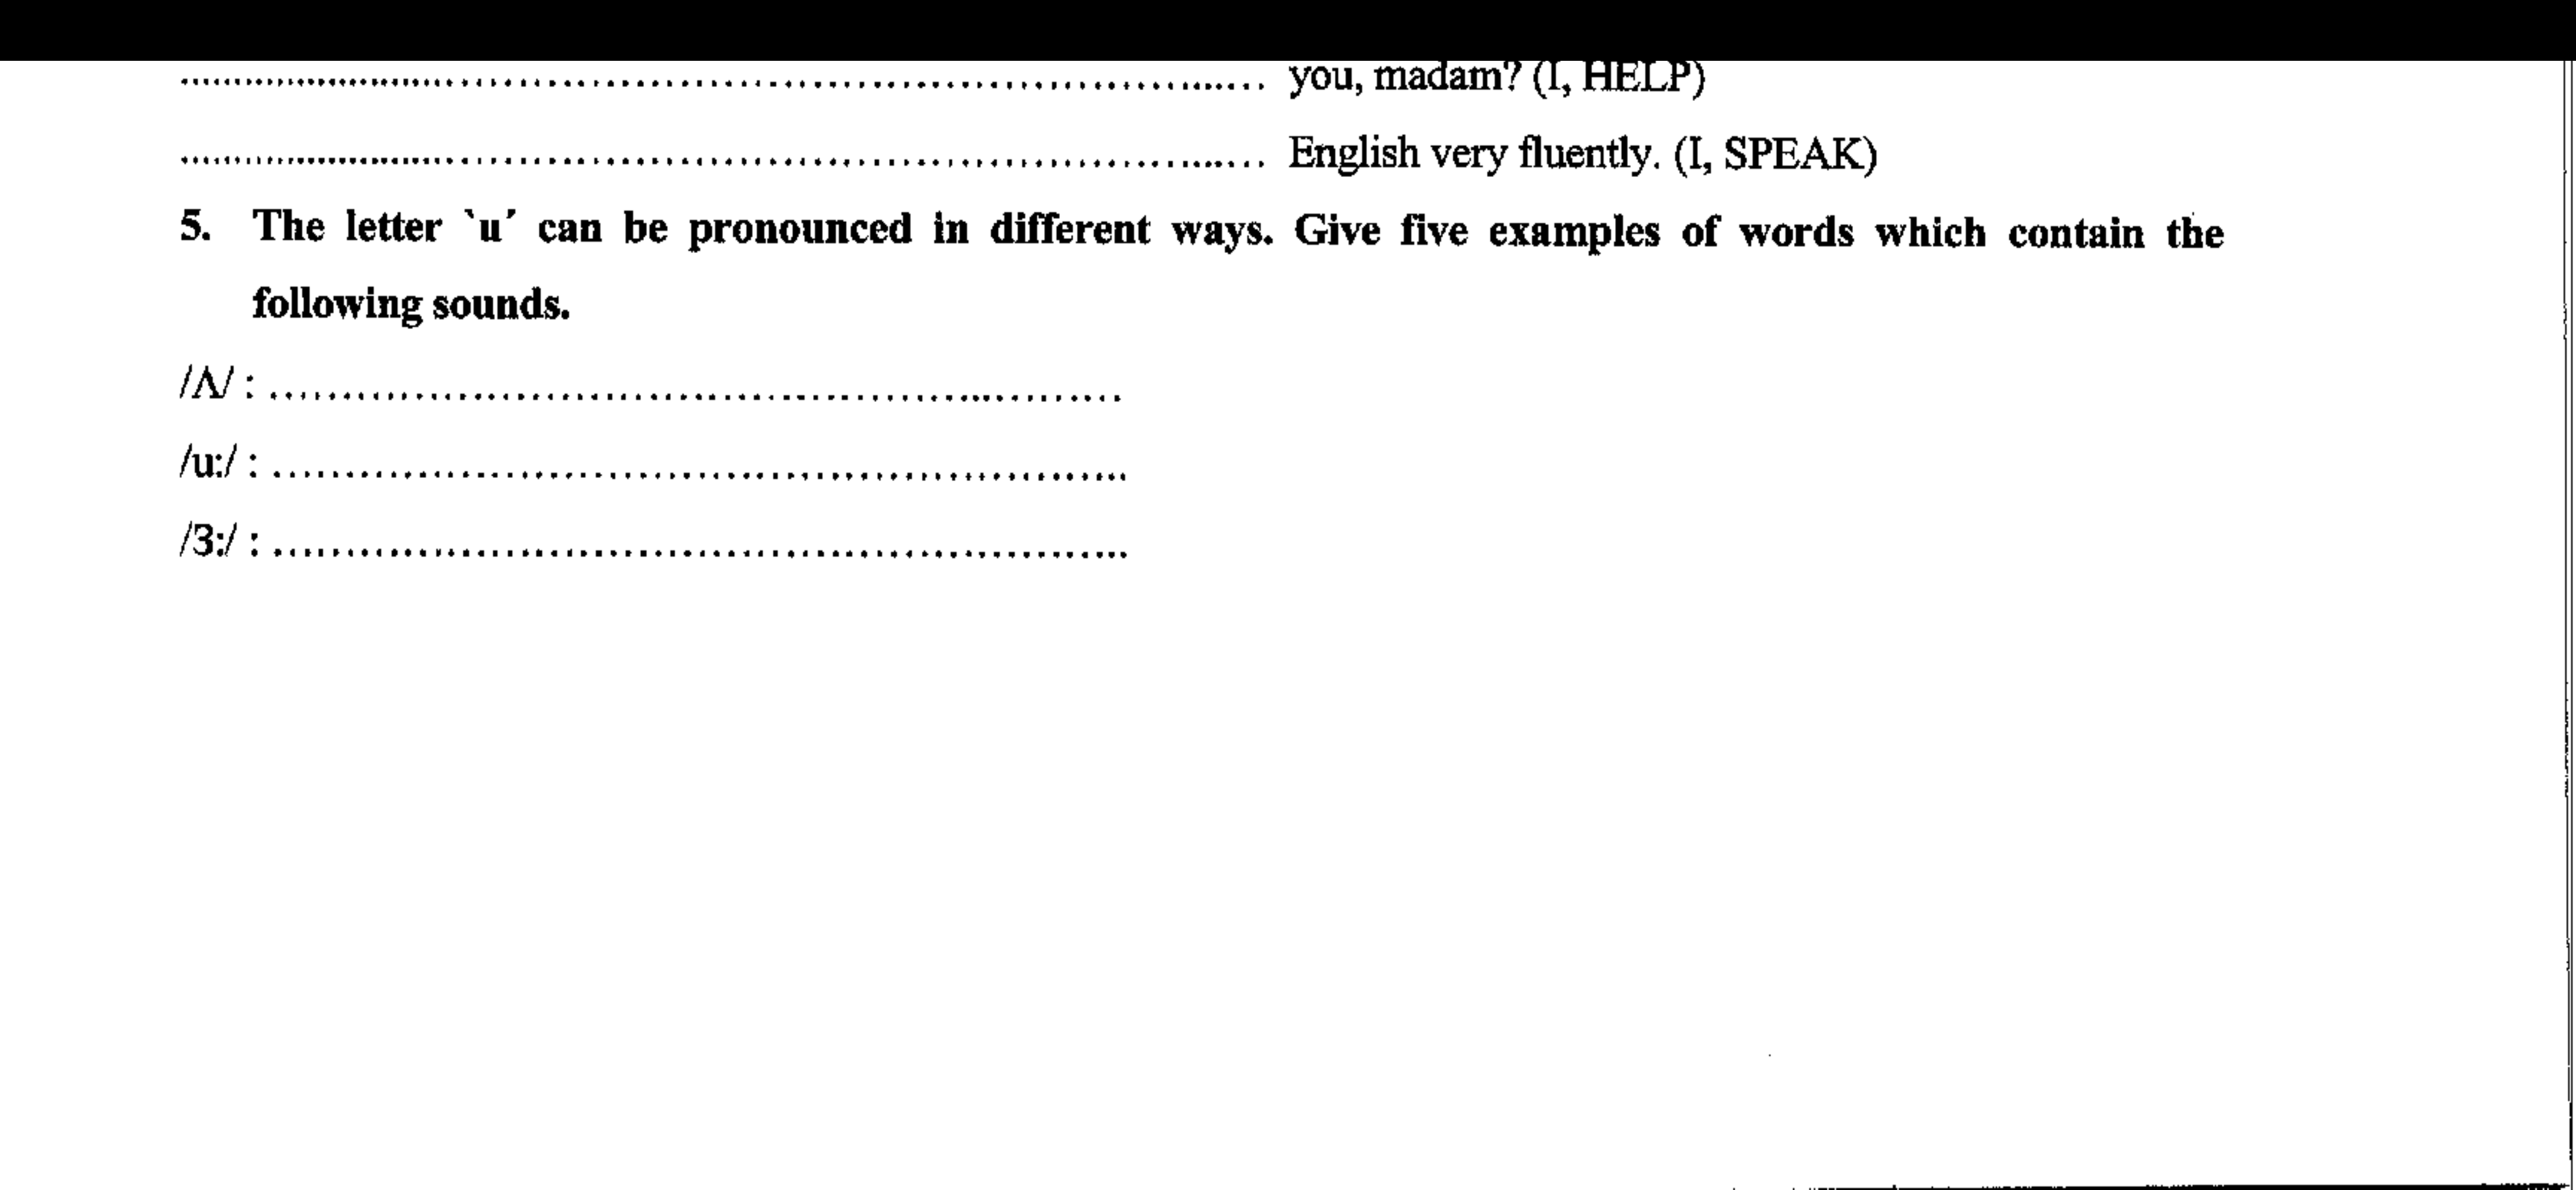 ........................................................................................ you, madam? (I, HELP)
........................................................................................ English very fluently. (I, SPEAK)
5. The letter `u´ can be pronounced in different ways. Give five examples of words which contain the
following sounds.
/Λ/ : ............................................................
/u:/ : ............................................................
/3:/ : ............................................................